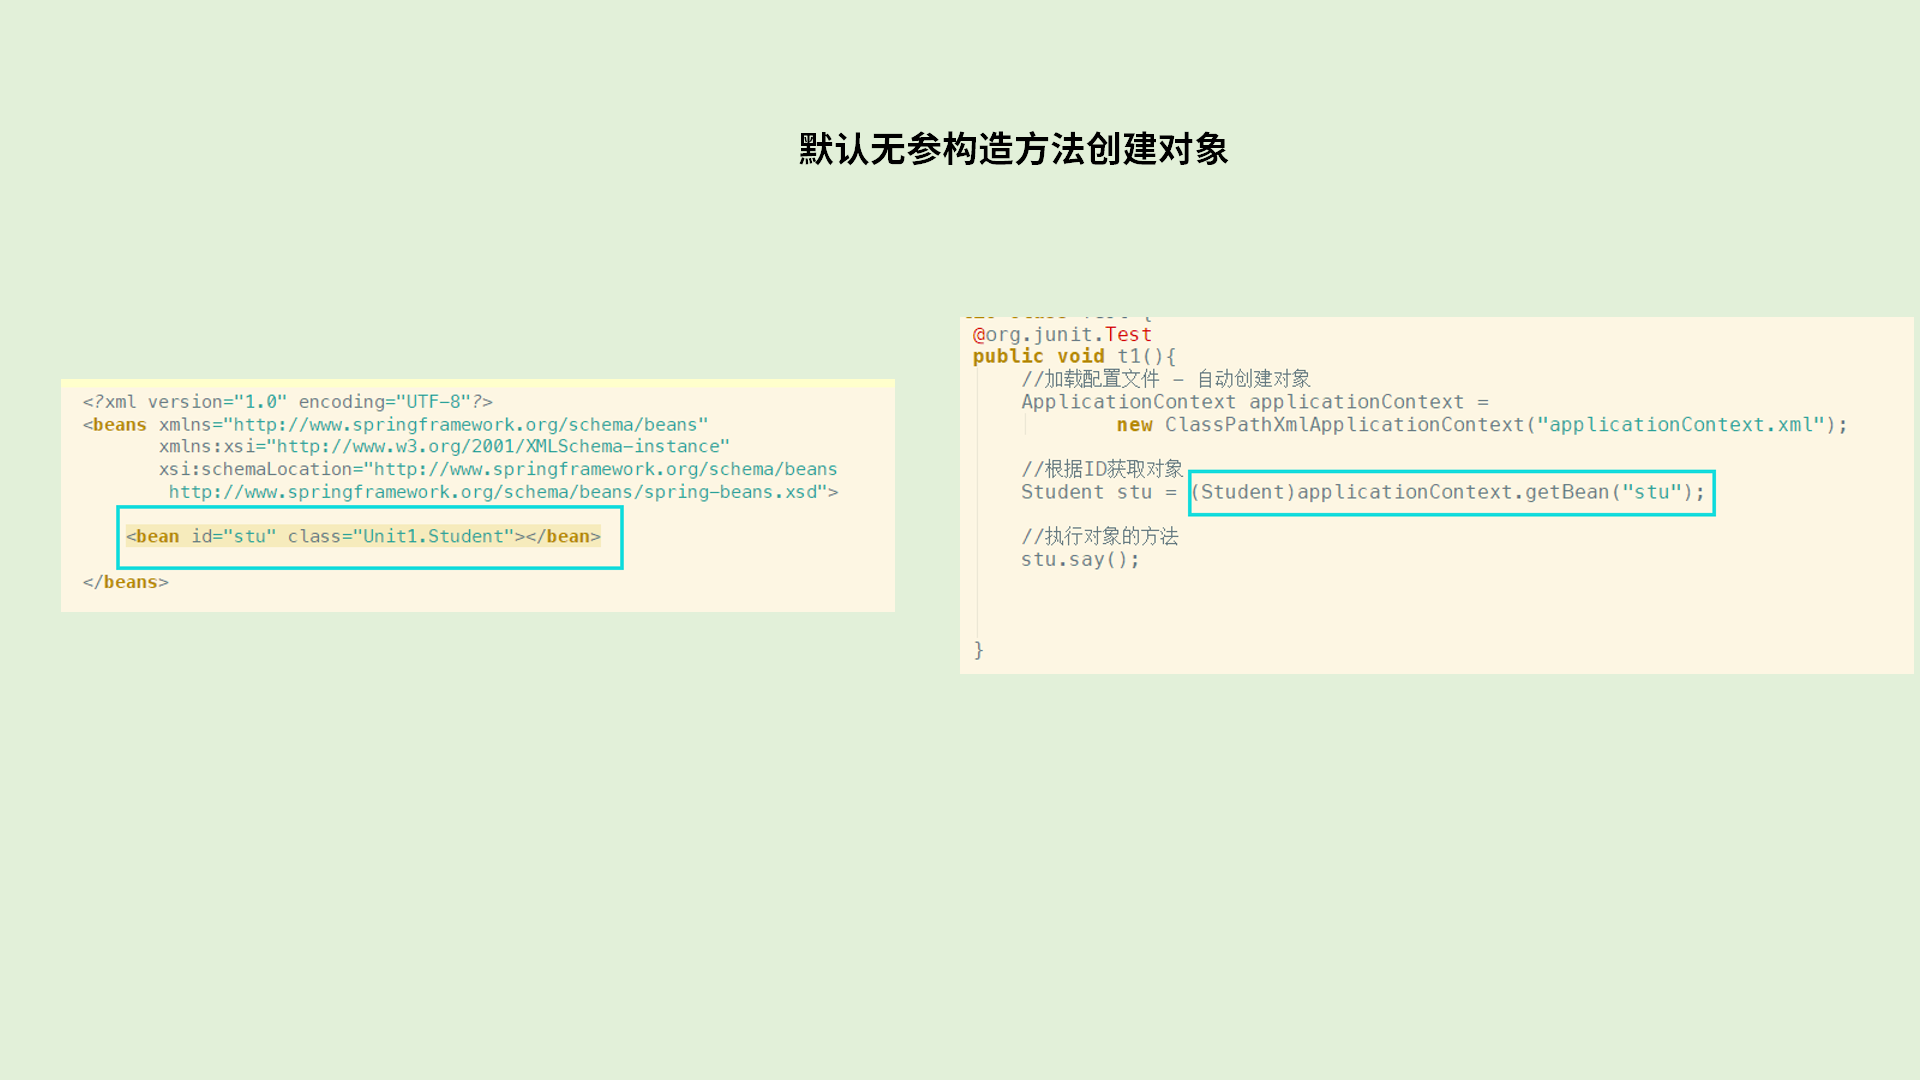 默认无参构造方法创建对象
<?xml version="1.0" encoding="UTF-8"?>
<beans xmlns="http://www.springframework.org/schema/beans"
xmlns:xsi="http://www.w3.org/2001/XMLSchema-instance"
xsi:schemaLocation="http://www.springframework.org/schema/beans
http://www.springframework.org/schema/beans/spring-beans.xsd">
<bean id="stu" class="Unit1.Student"></bean>
</beans>
@org.junit.Test
public void t1(){
//加载配置文件 - 自动创建对象
ApplicationContext applicationContext =
new ClassPathXmlApplicationContext("applicationContext.xml");
//根据ID获取对象
Student stu = (Student)applicationContext.getBean("stu");
//执行对象的方法
stu.say();
}